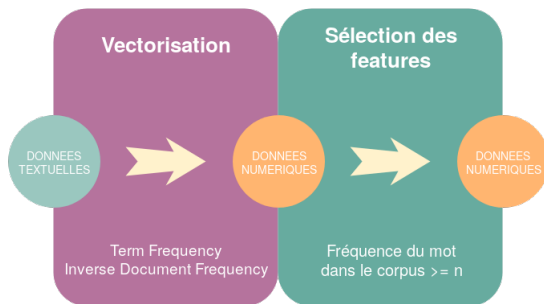 Vectorisation
Sélection des
features
DONNEES
TEXTUELLES
DONNEES
NUMERIQUES
DONNEES
NUMERIQUES
Term Frequency
Inverse Document Frequency
Fréquence du mot
dans le corpus >= n